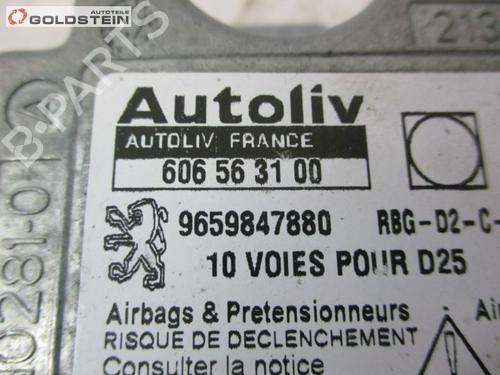 AUTOTEILE
GOLDSTEIN
B-PARTS
Autoliv
AUTOLIV FRANCE
606 56 31 00
9659847880 RBG-D2-C-
10 VOIES POUR D25
Airbags & Pretensionneurs
RISQUE DE DECLENCHEMENT
Consulter la notice